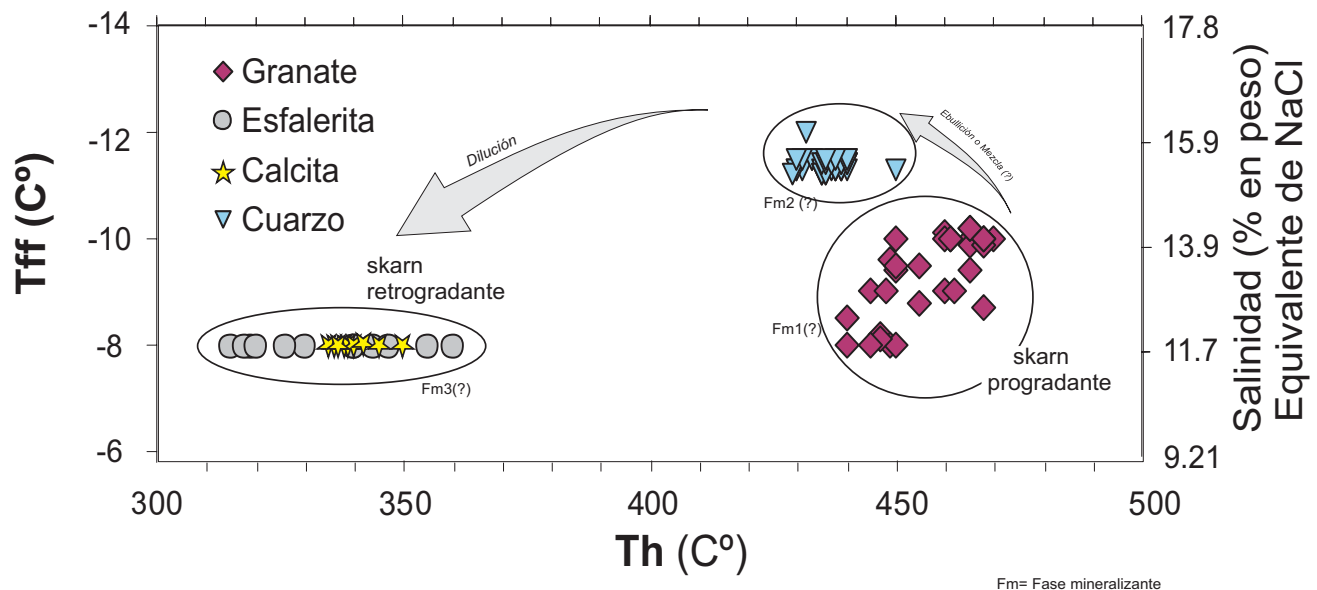 -14
-12
-10
-8
-6
Tff (Cº)
Granate
Esfalerita
Calcita
Cuarzo
Dilución
Ebullición o Mezcla (?)
Fm2 (?)
Fm1(?)
skarn
progradante
skarn
retrogradante
Fm3(?)
17.8
15.9
13.9
11.7
9.21
Salinidad (% en peso)
Equivalente de NaCl
300
350
400
450
500
Th (Cº)
Fm= Fase mineralizante